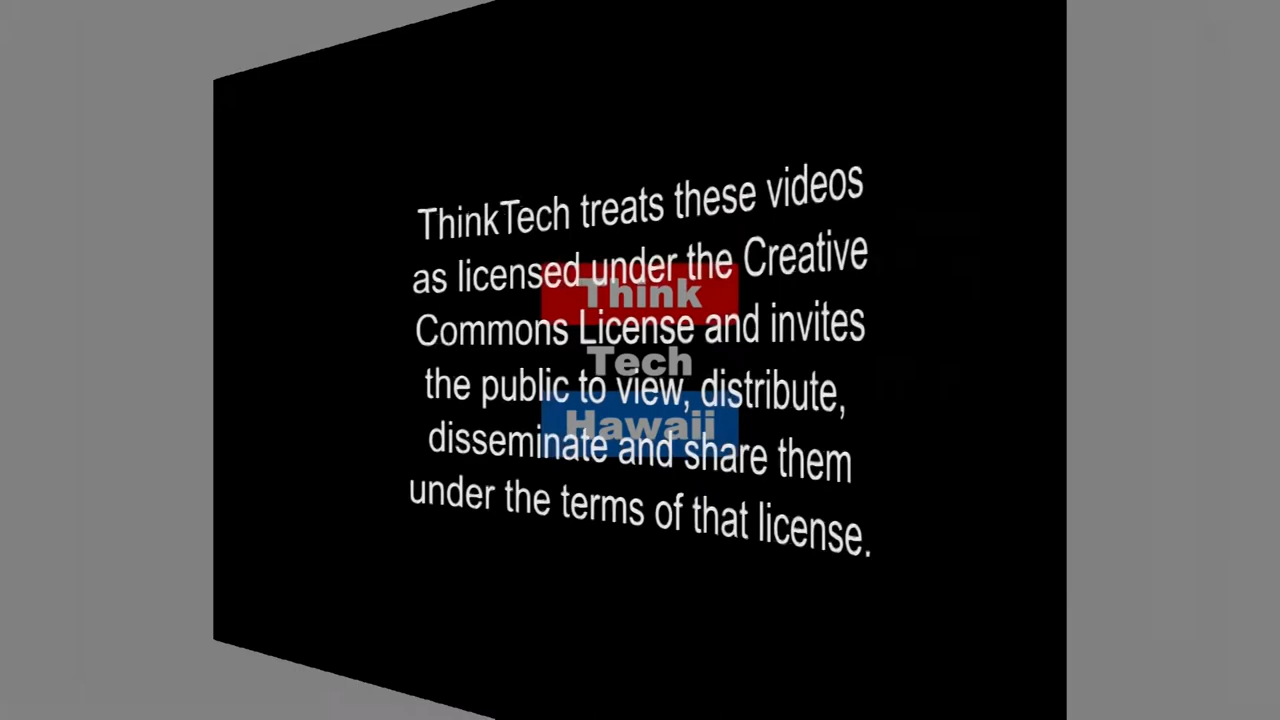 ThinkTech treats these videos
as licensed under the Creative
Commons License and invites
the public to view, distribute,
disseminate and share them
under the terms of that license.
Think
Tech
Hawaii